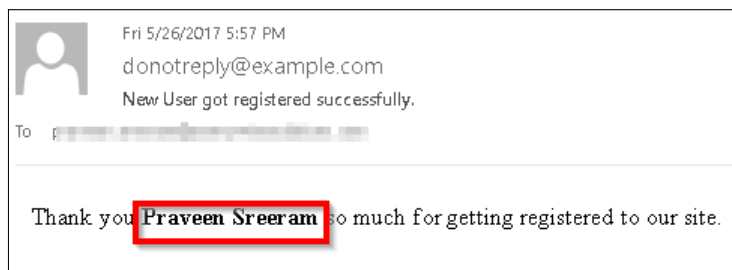 Fri 5/26/2017 5:57 PM
donotreply@example.com
New User got registered successfully.
To
Thank you Praveen Sreeram so much for getting registered to our site.